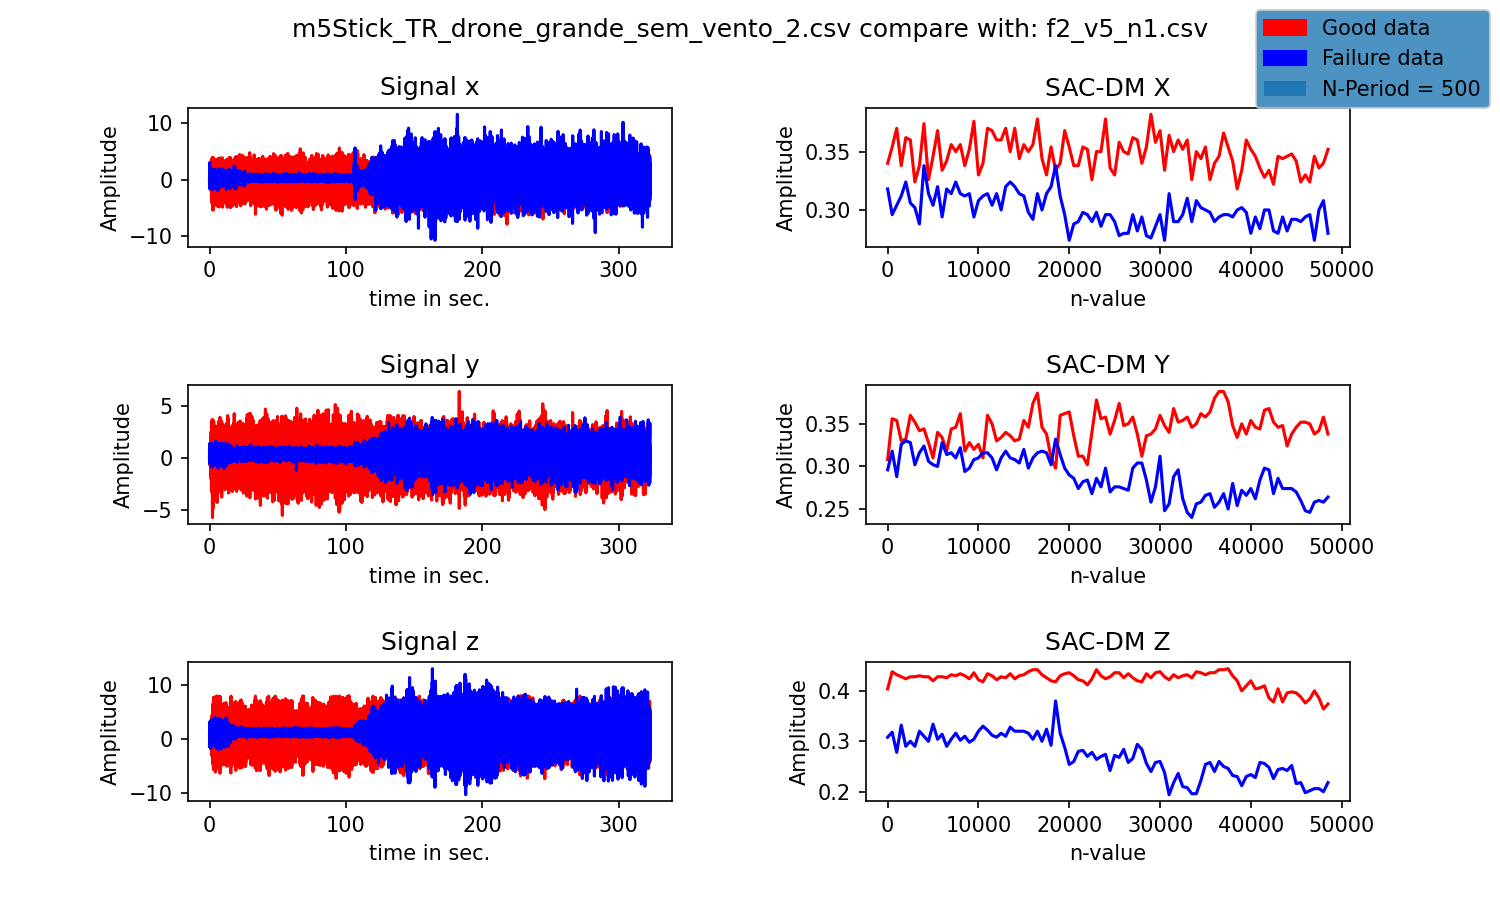 m5Stick_TR_drone_grande_sem_vento_2.csv compare with: f2_v5_n1.csv
Good data
Failure data
N-Period = 500
Signal x
Amplitude
10
0
−10
0 100 200 300
time in sec.
SAC-DM X
Amplitude
0.35
0.30
0 10000 20000 30000 40000 50000
n-value
Signal y
Amplitude
5
0
−5
0 100 200 300
time in sec.
SAC-DM Y
Amplitude
0.35
0.30
0.25
0 10000 20000 30000 40000 50000
n-value
Signal z
Amplitude
10
0
−10
0 100 200 300
time in sec.
SAC-DM Z
Amplitude
0.4
0.3
0.2
0 10000 20000 30000 40000 50000
n-value